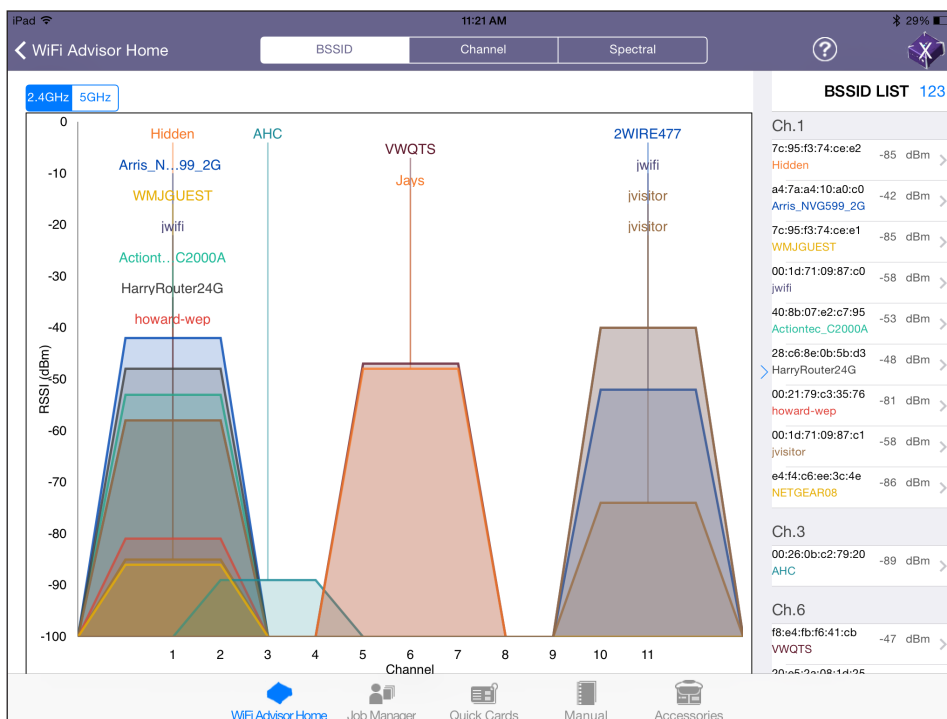 iPad 11:21 AM 29%
WiFi Advisor Home BSSID Channel Spectral ? X
2.4GHz 5GHz
BSSID LIST 123
0
-10
-20
-30
-40
-50
-60
-70
-80
-90
-100
RSSI (dBm)
Hidden
Arris_N...99_2G
WMJGUEST
jwifi
Actiont... C2000A
HarryRouter24G
howard-wep
AHC
VWQTS
Jays
2WIRE477
jwifi
jvisitor
jvisitor
1 2 3 4 5 6 7 8 9 10 11
Channel
Ch.1
7c:95:f3:74:ce:e2 -85 dBm
Hidden
a4:7a:a4:10:a0:c0 -42 dBm
Arris_NVG599_2G
7c:95:f3:74:ce:e1 -85 dBm
WMJGUEST
00:1d:71:09:87:c0 -58 dBm
jwifi
40:8b:07:e2:c7:95 -53 dBm
Actiontec_C2000A
28:c6:8e:0b:5b:d3 -48 dBm
HarryRouter24G
00:21:79:c3:35:76 -81 dBm
howard-wep
00:1d:71:09:87:c1 -58 dBm
jvisitor
e4:f4:c6:ee:3c:4e -86 dBm
NETGEAR08
Ch.3
00:26:0b:c2:79:20 -89 dBm
AHC
Ch.6
f8:e4:fb:f6:41:cb -47 dBm
VWQTS
WiFi Advisor Home Job Manager Quick Cards Manual Accessories